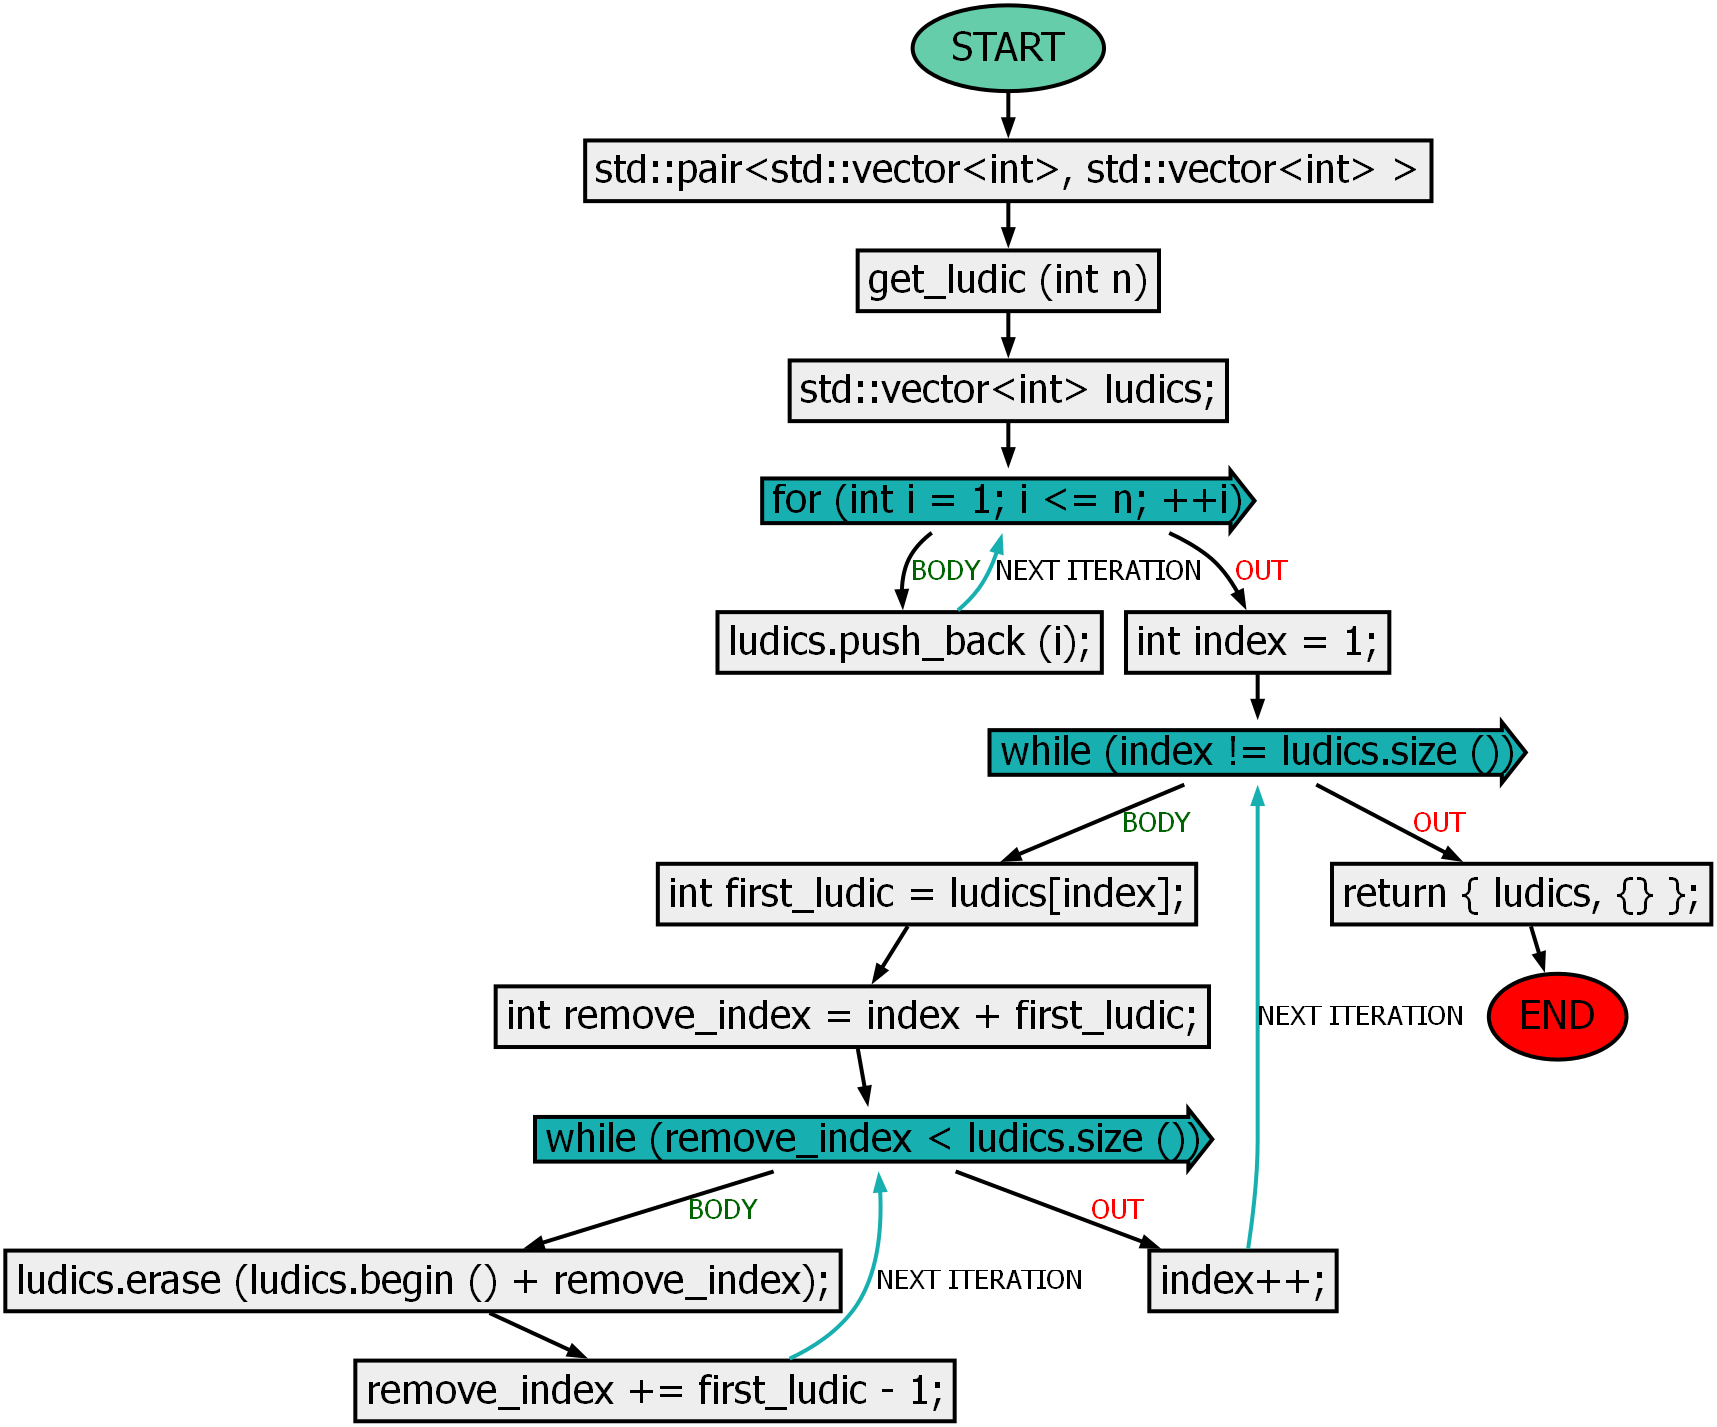 START
std::pair<std::vector<int>, std::vector<int> >
get_ludic (int n)
std::vector<int> ludics;
for (int i = 1; i <= n; ++i)
BODY
NEXT ITERATION
OUT
ludics.push_back (i);
int index = 1;
while (index != ludics.size ())
BODY
OUT
int first_ludic = ludics[index];
return { ludics, {} };
int remove_index = index + first_ludic;
NEXT ITERATION
END
while (remove_index < ludics.size ())
BODY
OUT
ludics.erase (ludics.begin () + remove_index);
NEXT ITERATION
index++;
remove_index += first_ludic - 1;